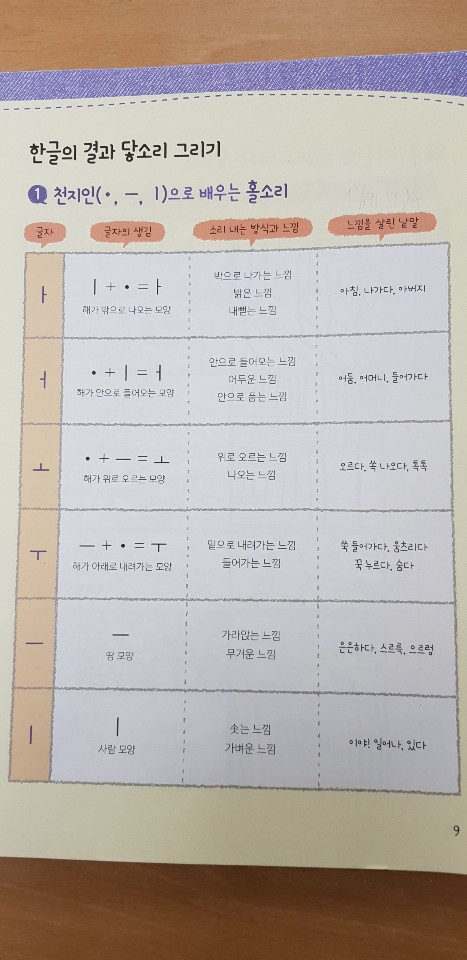 한글의 결과 닿소리 그리기
1 천지인(•, ㅡ, ㅣ)으로 배우는 홀소리
글자 글자의 생김 소리 내는 방식과 느낌 느낌을 살린 낱말
ㅏ
ㅣ + • = ㅏ
해가 밖으로 나오는 모양
밖으로 나가는 느낌
밝은 느낌
내뱉는 느낌
아침, 나가다, 아버지
ㅓ
• + ㅣ = ㅓ
해가 안으로 들어오는 모양
안으로 들어오는 느낌
어두운 느낌
안으로 품는 느낌
어둠, 어머니, 들어가다
ㅗ
• + ㅡ = ㅗ
해가 위로 오르는 모양
위로 오르는 느낌
나오는 느낌
오르다, 쏙 나오다, 톡톡
ㅜ
ㅡ + • = ㅜ
해가 아래로 내려가는 모양
밑으로 내려가는 느낌
들어가는 느낌
쑥 들어가다, 움츠리다
꾹 누르다, 숨다
ㅡ
ㅡ
땅 모양
가라앉는 느낌
무거운 느낌
은은하다, 스르륵, 으르렁
ㅣ
ㅣ
사람 모양
솟는 느낌
가벼운 느낌
이야! 일어나, 있다
9